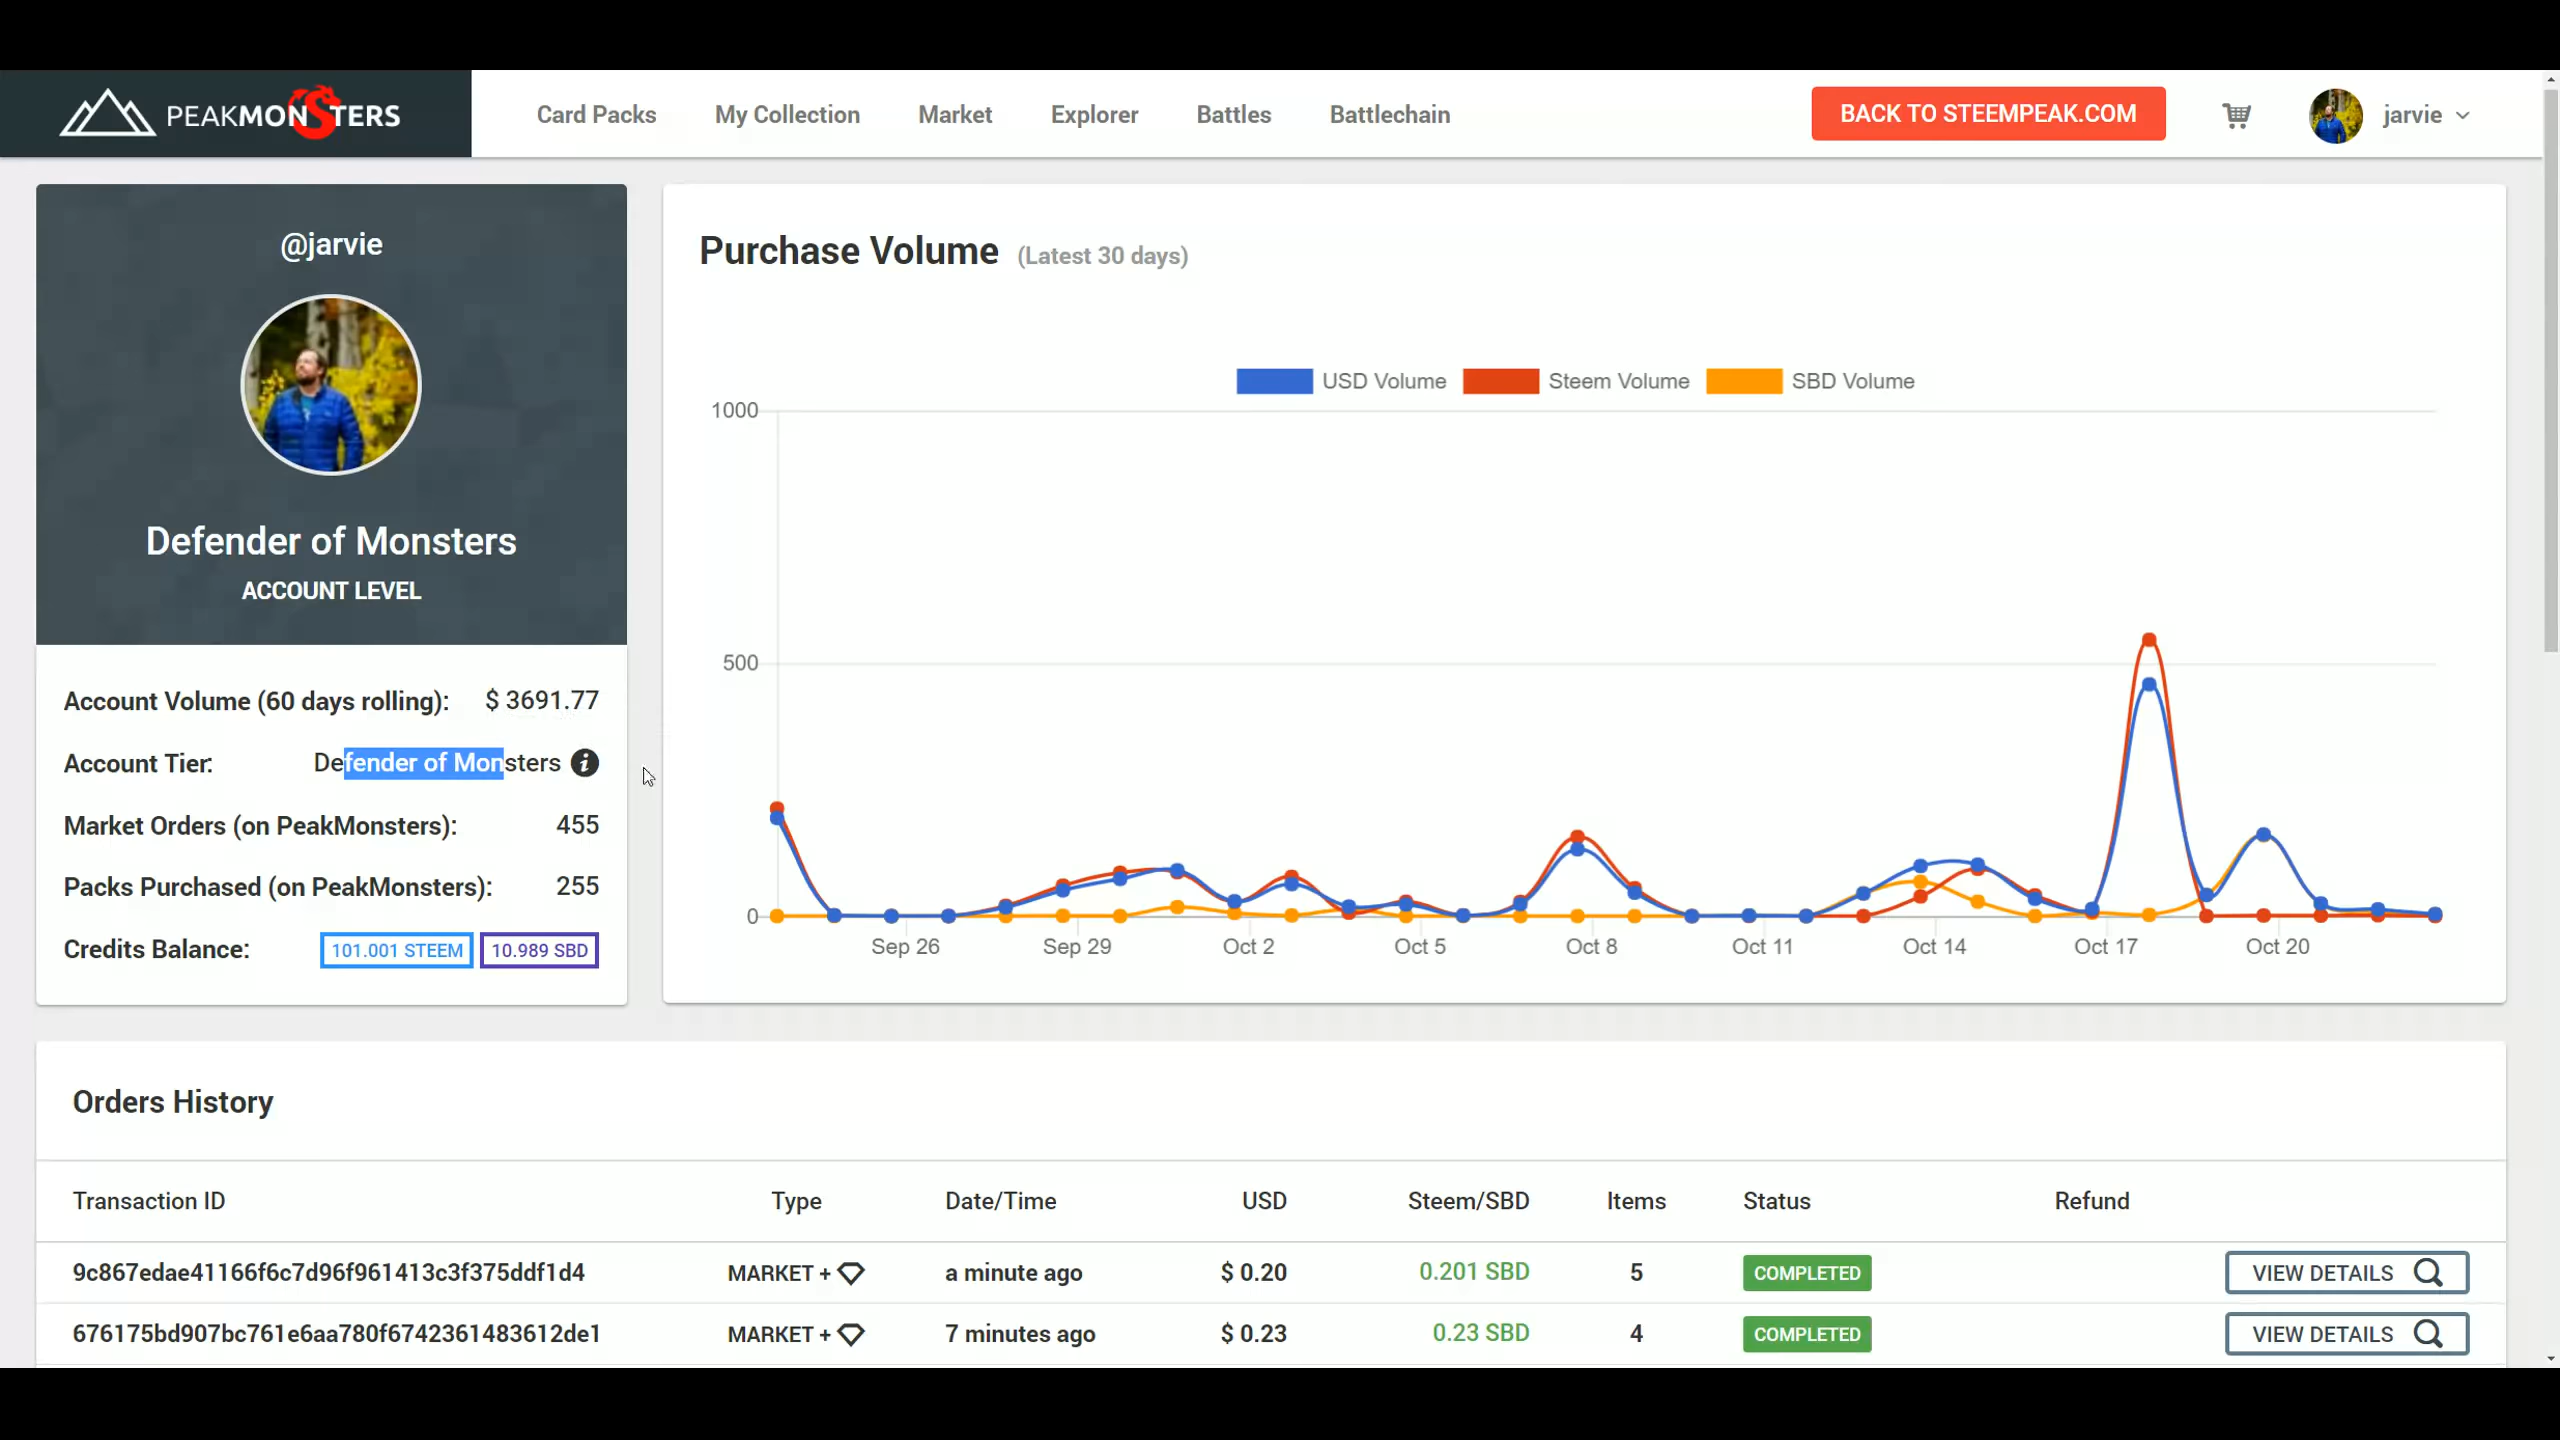 PEAKMONSTERS
Card Packs My Collection Market Explorer Battles Battlechain BACK TO STEEMPEAK.COM jarvie
@jarvie
Defender of Monsters
ACCOUNT LEVEL
Account Volume (60 days rolling): $ 3691.77
Account Tier: Defender of Monsters i
Market Orders (on PeakMonsters): 455
Packs Purchased (on PeakMonsters): 255
Credits Balance: 101.001 STEEM 10.989 SBD
Purchase Volume (Latest 30 days)
USD Volume Steem Volume SBD Volume
1000
500
0
Sep 26 Sep 29 Oct 2 Oct 5 Oct 8 Oct 11 Oct 14 Oct 17 Oct 20
Orders History
Transaction ID Type Date/Time USD Steem/SBD Items Status Refund
9c867edae41166f6c7d96f961413c3f375ddf1d4 MARKET + a minute ago $ 0.20 0.201 SBD 5 COMPLETED VIEW DETAILS
676175bd907bc761e6aa780f6742361483612de1 MARKET + 7 minutes ago $ 0.23 0.23 SBD 4 COMPLETED VIEW DETAILS